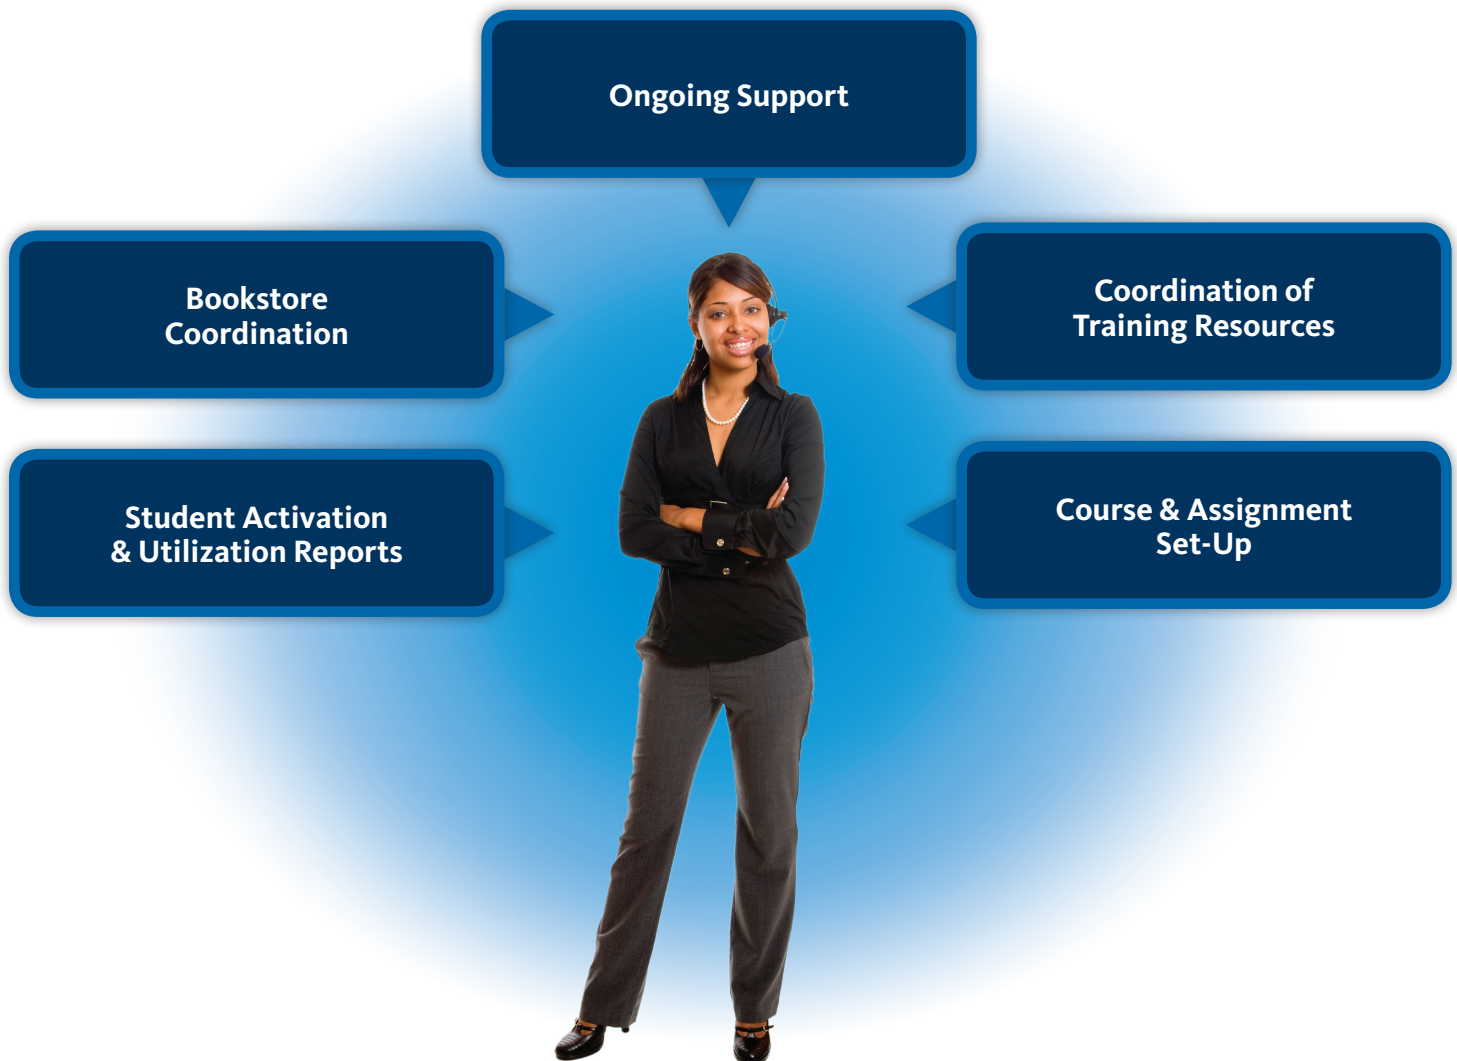 Ongoing Support
Bookstore
Coordination
Coordination of
Training Resources
Student Activation
& Utilization Reports
Course & Assignment
Set-Up